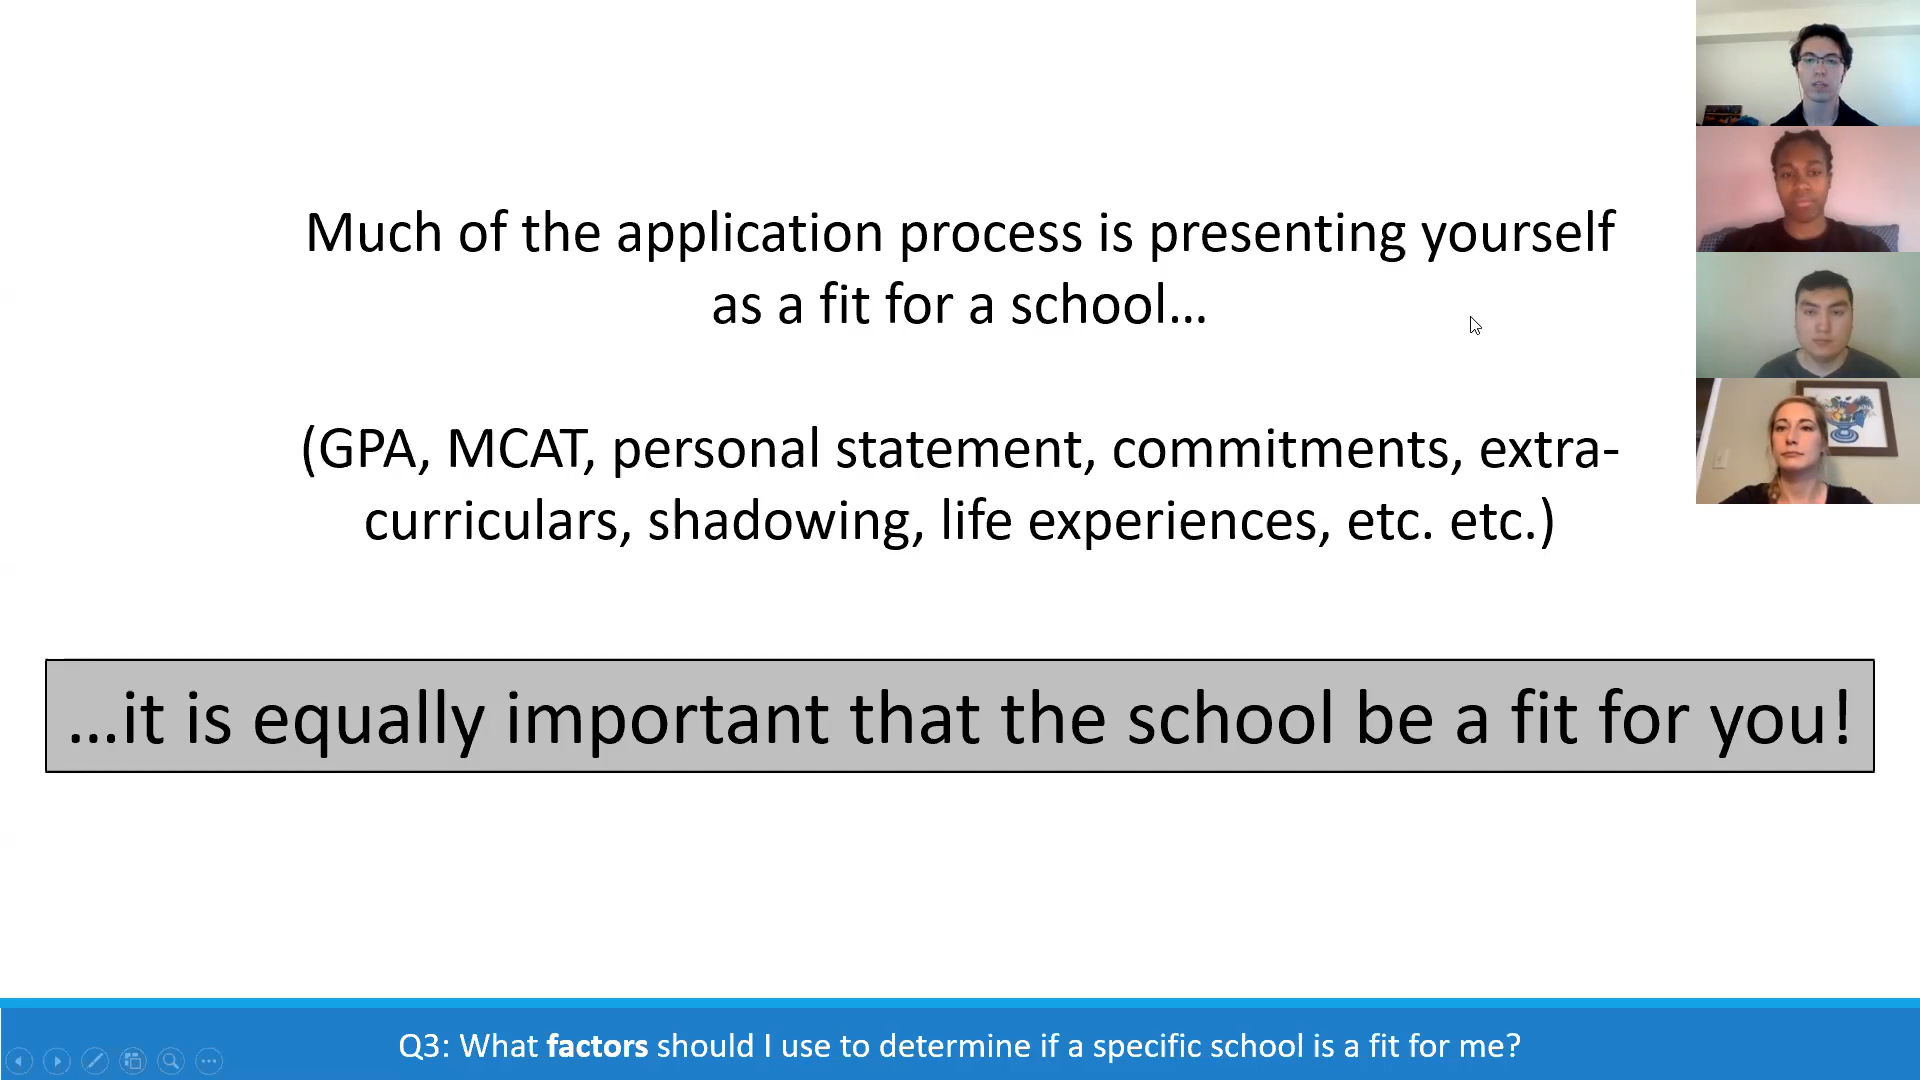 Much of the application process is presenting yourself
as a fit for a school…
(GPA, MCAT, personal statement, commitments, extra-
curriculars, shadowing, life experiences, etc. etc.)
…it is equally important that the school be a fit for you!
Q3: What factors should I use to determine if a specific school is a fit for me?